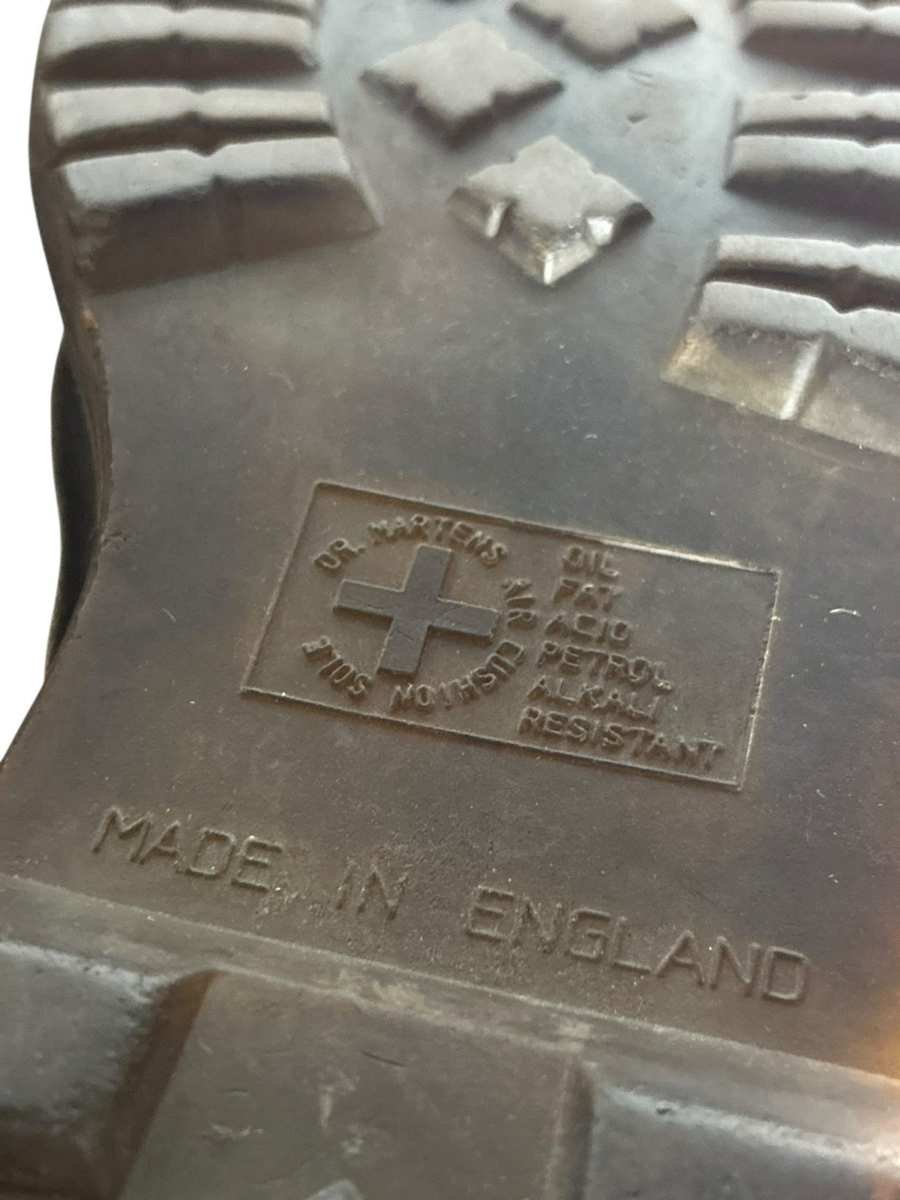 DR. MARTENS AIR CUSHION SOLE
OIL
FAT
ACID
PETROL
ALKALI
RESISTANT
MADE IN ENGLAND